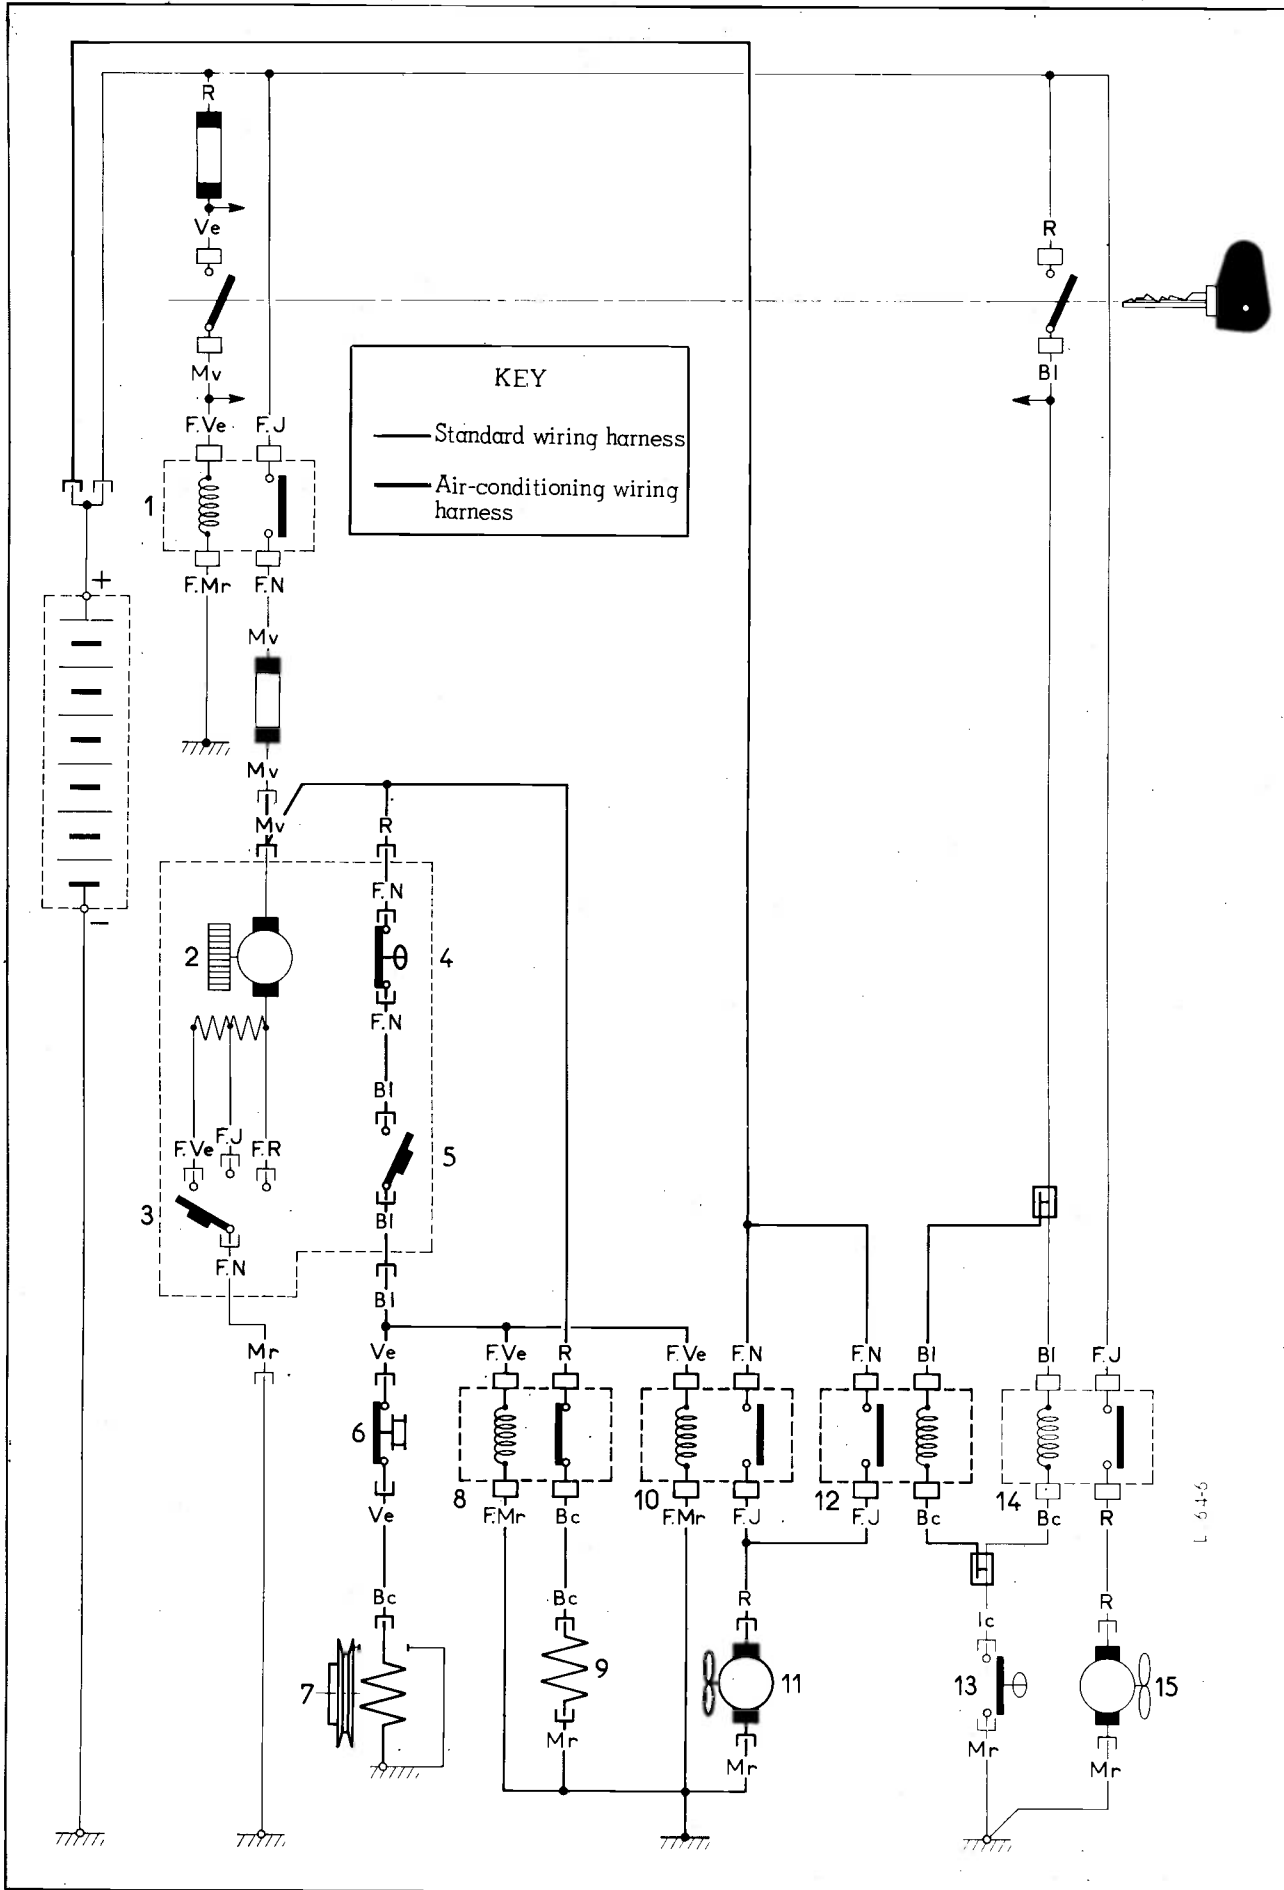 R
R
Ve
Mv
Bl
KEY
Standard wiring harness
Air-conditioning wiring
harness
F.Ve F.J
1
F.Mr F.N
+
Mv
Mv
Mv R
−
F.N
2 4
F.N
Bl
F.Ve F.J F.R 5
3
Bl
F.N
Bl
Mr Ve F.Ve R F.Ve F.N F.N Bl Bl F.J
6
8 10 12 14
Ve F.Mr Bc F.Mr F.J F.J Bc Bc R
L.64-6
Bc Bc R Ic R
7 9 11 13 15
Mr Mr Mr Mr